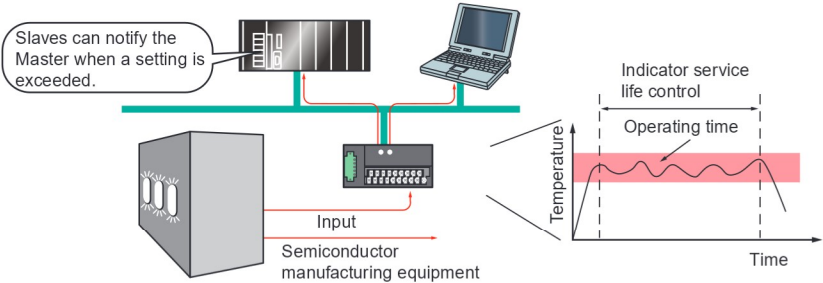 Slaves can notify the
Master when a setting is
exceeded.
Input
Semiconductor
manufacturing equipment
Indicator service
life control
Operating time
Temperature
Time